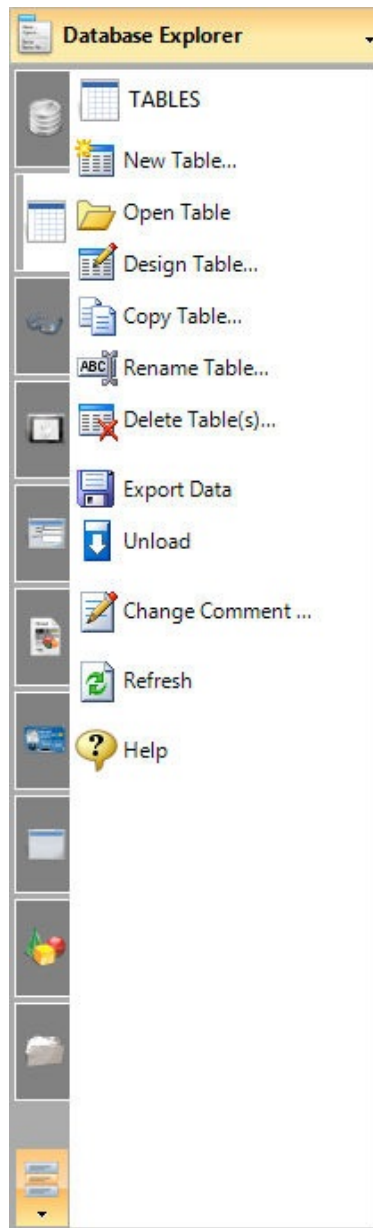 Database Explorer
TABLES
New Table...
Open Table
Design Table...
Copy Table...
ABC Rename Table...
Delete Table(s)...
Export Data
Unload
Change Comment ...
Refresh
? Help